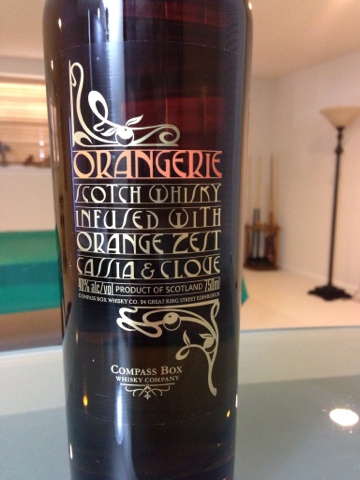 ORANGERIE
SCOTCH WHISKY
INFUSED WITH
ORANGE ZEST
CASSIA & CLOVE
40% alc/vol PRODUCT OF SCOTLAND 750ml
COMPASS BOX WHISKY CO. 24 GREAT KING STREET EDINBURGH
COMPASS BOX
WHISKY COMPANY